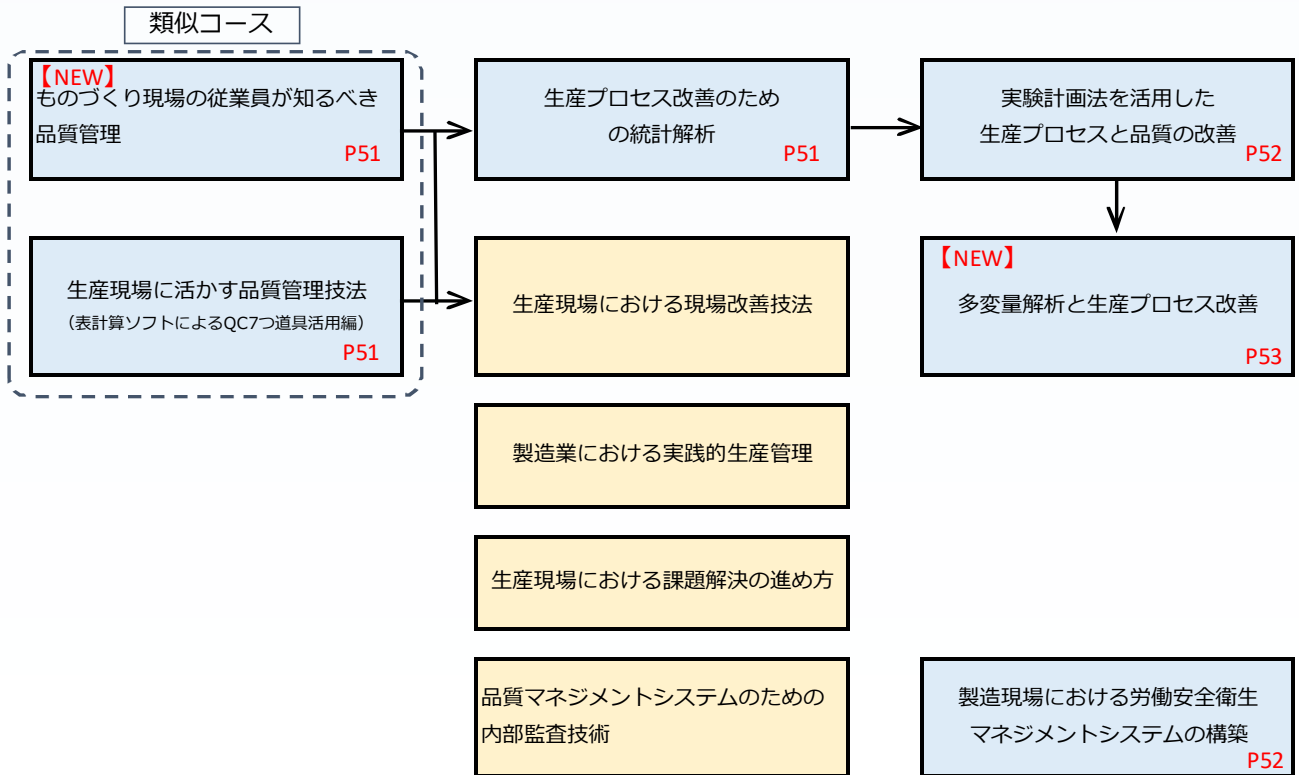 類似コース
【NEW】
ものづくり現場の従業員が知るべき
品質管理
P51
生産プロセス改善のため
の統計解析
P51
実験計画法を活用した
生産プロセスと品質の改善
P52
生産現場に活かす品質管理技法
（表計算ソフトによるQC7つ道具活用編）
P51
生産現場における現場改善技法
【NEW】
多変量解析と生産プロセス改善
P53
製造業における実践的生産管理
生産現場における課題解決の進め方
品質マネジメントシステムのための
内部監査技術
製造現場における労働安全衛生
マネジメントシステムの構築
P52